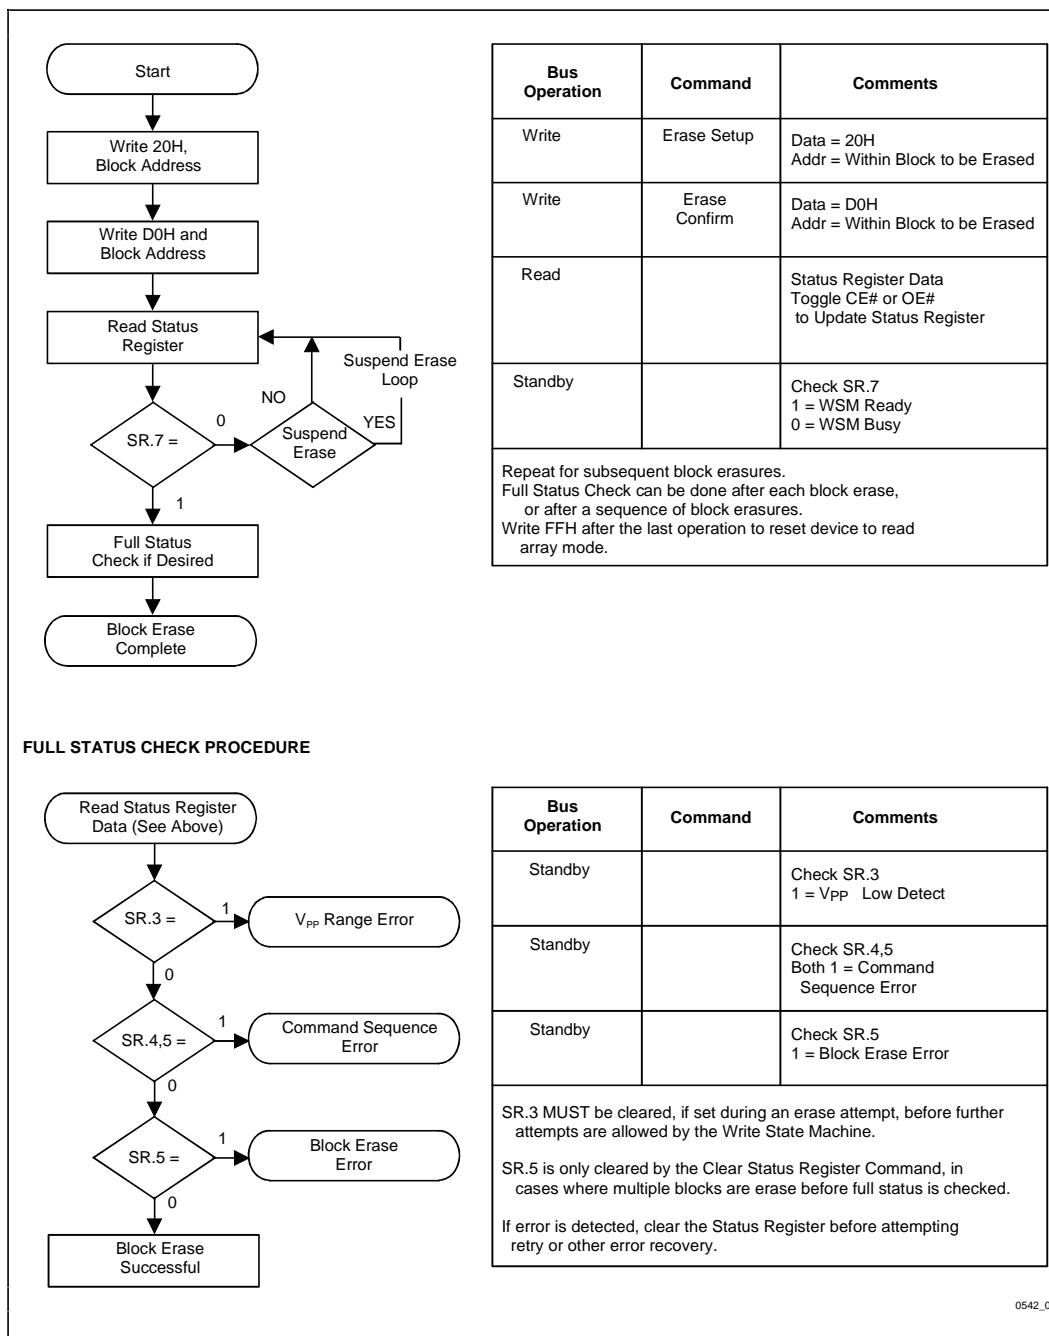 Start
Write 20H,
Block Address
Write D0H and
Block Address
Read Status
Register
Suspend Erase
Loop
NO
YES
0
SR.7 =
Suspend
Erase
1
Full Status
Check if Desired
Block Erase
Complete
Bus
Operation
Command
Comments
Write
Erase Setup
Data = 20H
Addr = Within Block to be Erased
Write
Erase
Confirm
Data = D0H
Addr = Within Block to be Erased
Read
Status Register Data
Toggle CE# or OE#
to Update Status Register
Standby
Check SR.7
1 = WSM Ready
0 = WSM Busy
Repeat for subsequent block erasures.
Full Status Check can be done after each block erase,
or after a sequence of block erasures.
Write FFH after the last operation to reset device to read
array mode.
FULL STATUS CHECK PROCEDURE
Read Status Register
Data (See Above)
SR.3 =
1
VPP Range Error
0
SR.4,5 =
1
Command Sequence
Error
0
SR.5 =
1
Block Erase
Error
0
Block Erase
Successful
Bus
Operation
Command
Comments
Standby
Check SR.3
1 = VPP Low Detect
Standby
Check SR.4,5
Both 1 = Command
Sequence Error
Standby
Check SR.5
1 = Block Erase Error
SR.3 MUST be cleared, if set during an erase attempt, before further
attempts are allowed by the Write State Machine.
SR.5 is only cleared by the Clear Status Register Command, in
cases where multiple blocks are erase before full status is checked.
If error is detected, clear the Status Register before attempting
retry or other error recovery.
0542_0